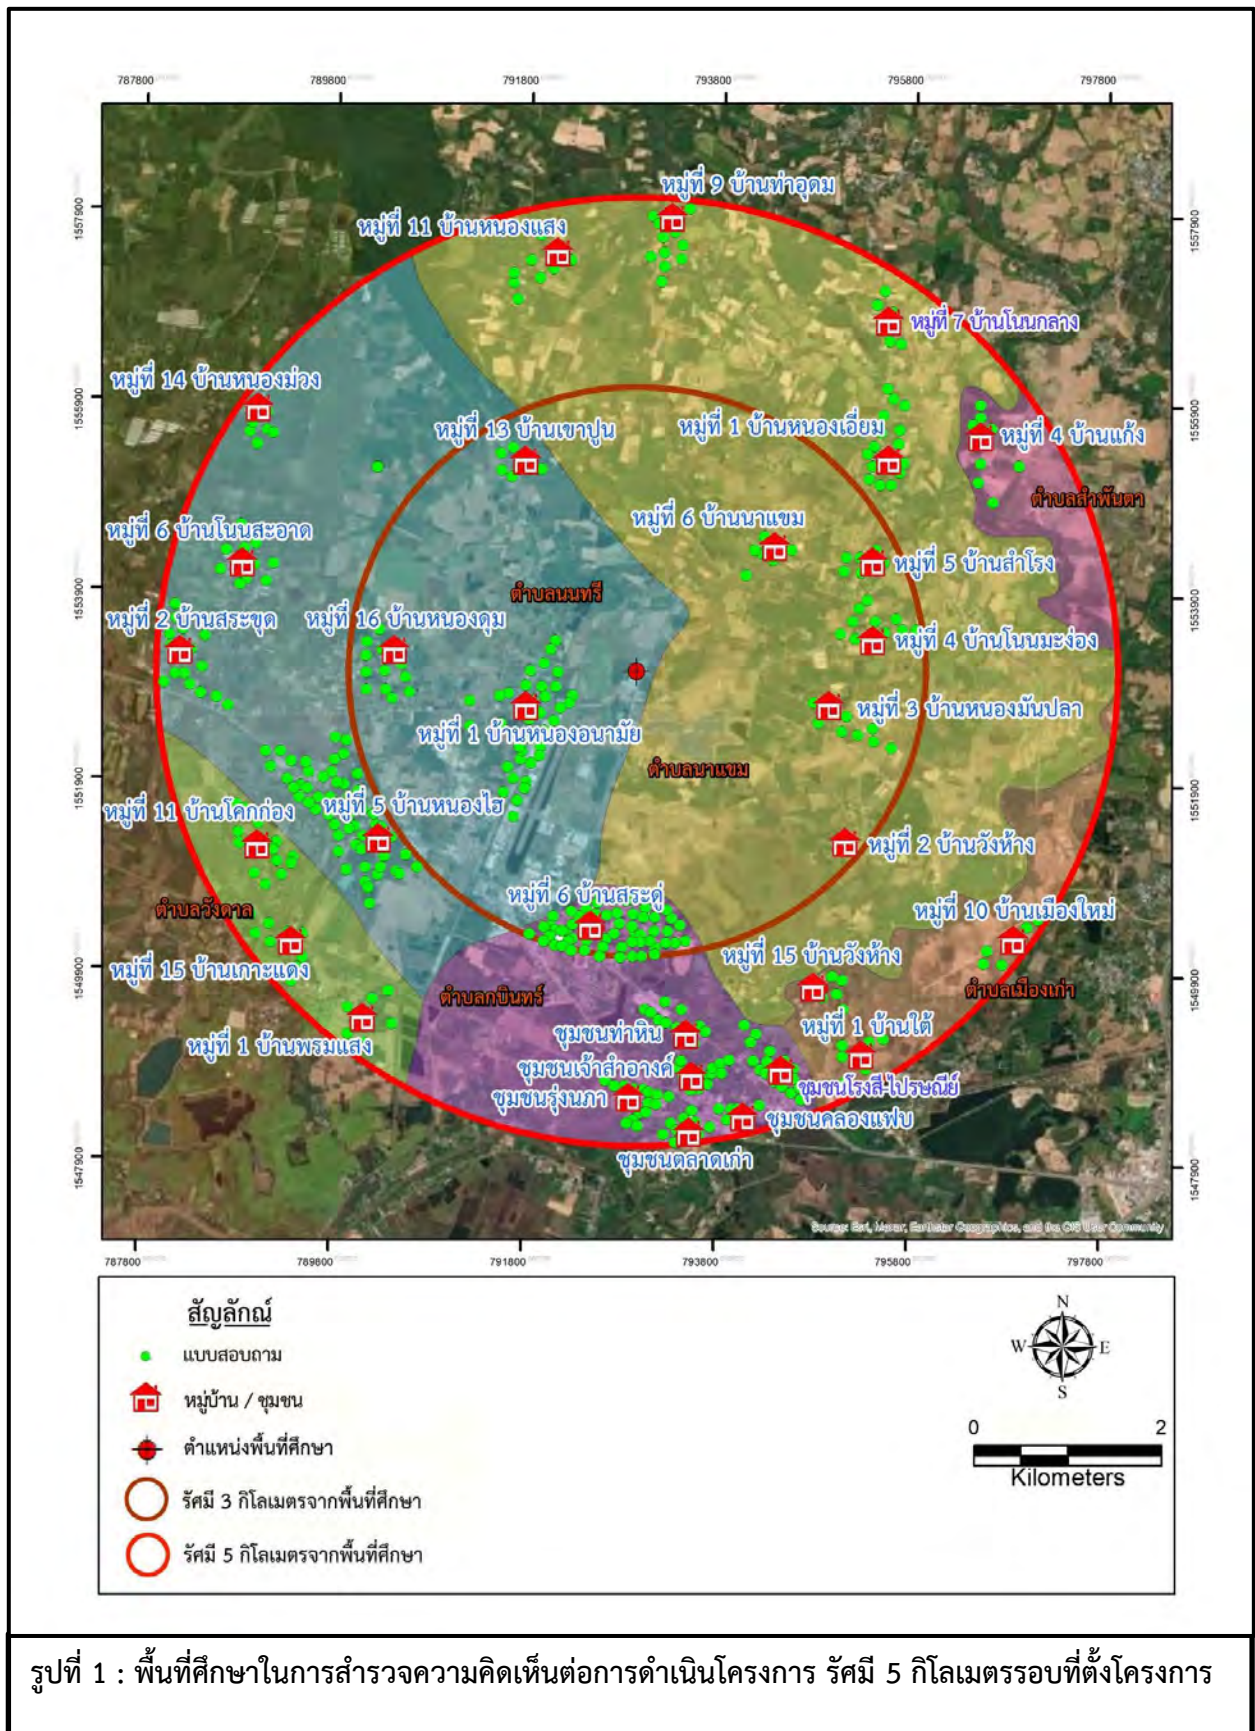 787800 789800 791800 793800 795800 797800
หมู่ที่ 9 บ้านท่าอุดม
1557900
หมู่ที่ 11 บ้านหนองแสง
1557900
หมู่ที่ 7 บ้านโนนกลาง
หมู่ที่ 14 บ้านหนองม่วง
1555900
1555900
หมู่ที่ 13 บ้านเขาปูน
หมู่ที่ 1 บ้านหนองเอี่ยม
หมู่ที่ 4 บ้านแก้ง
ตำบลสำพันตา
หมู่ที่ 6 บ้านโนนสะอาด
หมู่ที่ 6 บ้านนาแขม
หมู่ที่ 5 บ้านสำโรง
1553900
ตำบลนนทรี
1553900
หมู่ที่ 2 บ้านสระขุด
หมู่ที่ 16 บ้านหนองดุม
หมู่ที่ 4 บ้านโนนมะง่อง
หมู่ที่ 3 บ้านหนองมันปลา
หมู่ที่ 1 บ้านหนองอนามัย
ตำบลนาแขม
1551900
1551900
หมู่ที่ 11 บ้านโคกก่อง
หมู่ที่ 5 บ้านหนองไฮ
หมู่ที่ 2 บ้านวังห้าง
หมู่ที่ 6 บ้านสระดู่
ตำบลวังดาล
หมู่ที่ 10 บ้านเมืองใหม่
หมู่ที่ 15 บ้านเกาะแดง
หมู่ที่ 15 บ้านวังห้าง
1549900
1549900
ตำบลกบินทร์
ตำบลเมืองเก่า
หมู่ที่ 1 บ้านพรมแสง
ชุมชนท่าหิน
หมู่ที่ 1 บ้านใต้
ชุมชนเจ้าสำอางค์
ชุมชนโรงสี-ไปรษณีย์
ชุมชนรุ่งนภา
ชุมชนคลองแฟบ
ชุมชนตลาดเก่า
1547900
1547900
Source: Esri, Maxar, Earthstar Geographics, and the GIS User Community
787800 789800 791800 793800 795800 797800
สัญลักณ์
แบบสอบถาม
หมู่บ้าน / ชุมชน
ตำแหน่งพื้นที่ศึกษา
รัศมี 3 กิโลเมตรจากพื้นที่ศึกษา
รัศมี 5 กิโลเมตรจากพื้นที่ศึกษา
N
W E
S
0 2
Kilometers
รูปที่ 1 : พื้นที่ศึกษาในการสำรวจความคิดเห็นต่อการดำเนินโครงการ รัศมี 5 กิโลเมตรรอบที่ตั้งโครงการ